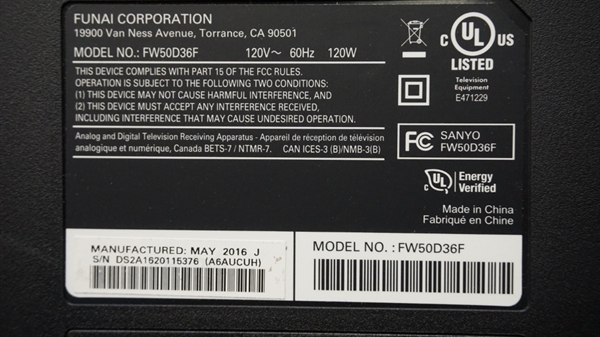 FUNAI CORPORATION
19900 Van Ness Avenue, Torrance, CA 90501
MODEL NO.: FW50D36F 120V~ 60Hz 120W
THIS DEVICE COMPLIES WITH PART 15 OF THE FCC RULES.
OPERATION IS SUBJECT TO THE FOLLOWING TWO CONDITIONS:
(1) THIS DEVICE MAY NOT CAUSE HARMFUL INTERFERENCE, AND
(2) THIS DEVICE MUST ACCEPT ANY INTERFERENCE RECEIVED,
INCLUDING INTERFERENCE THAT MAY CAUSE UNDESIRED OPERATION.
Analog and Digital Television Receiving Apparatus - Appareil de réception de télévision
analogique et numérique, Canada BETS-7 / NTMR-7. CAN ICES-3 (B)/NMB-3(B)
C UL US
LISTED
Television
Equipment
E471229
FC SANYO
FW50D36F
C UL Energy
Verified
Made in China
Fabriqué en Chine
MANUFACTURED: MAY 2016 J
S/N DS2A1620115376 (A6AUCUH)
MODEL NO. : FW50D36F